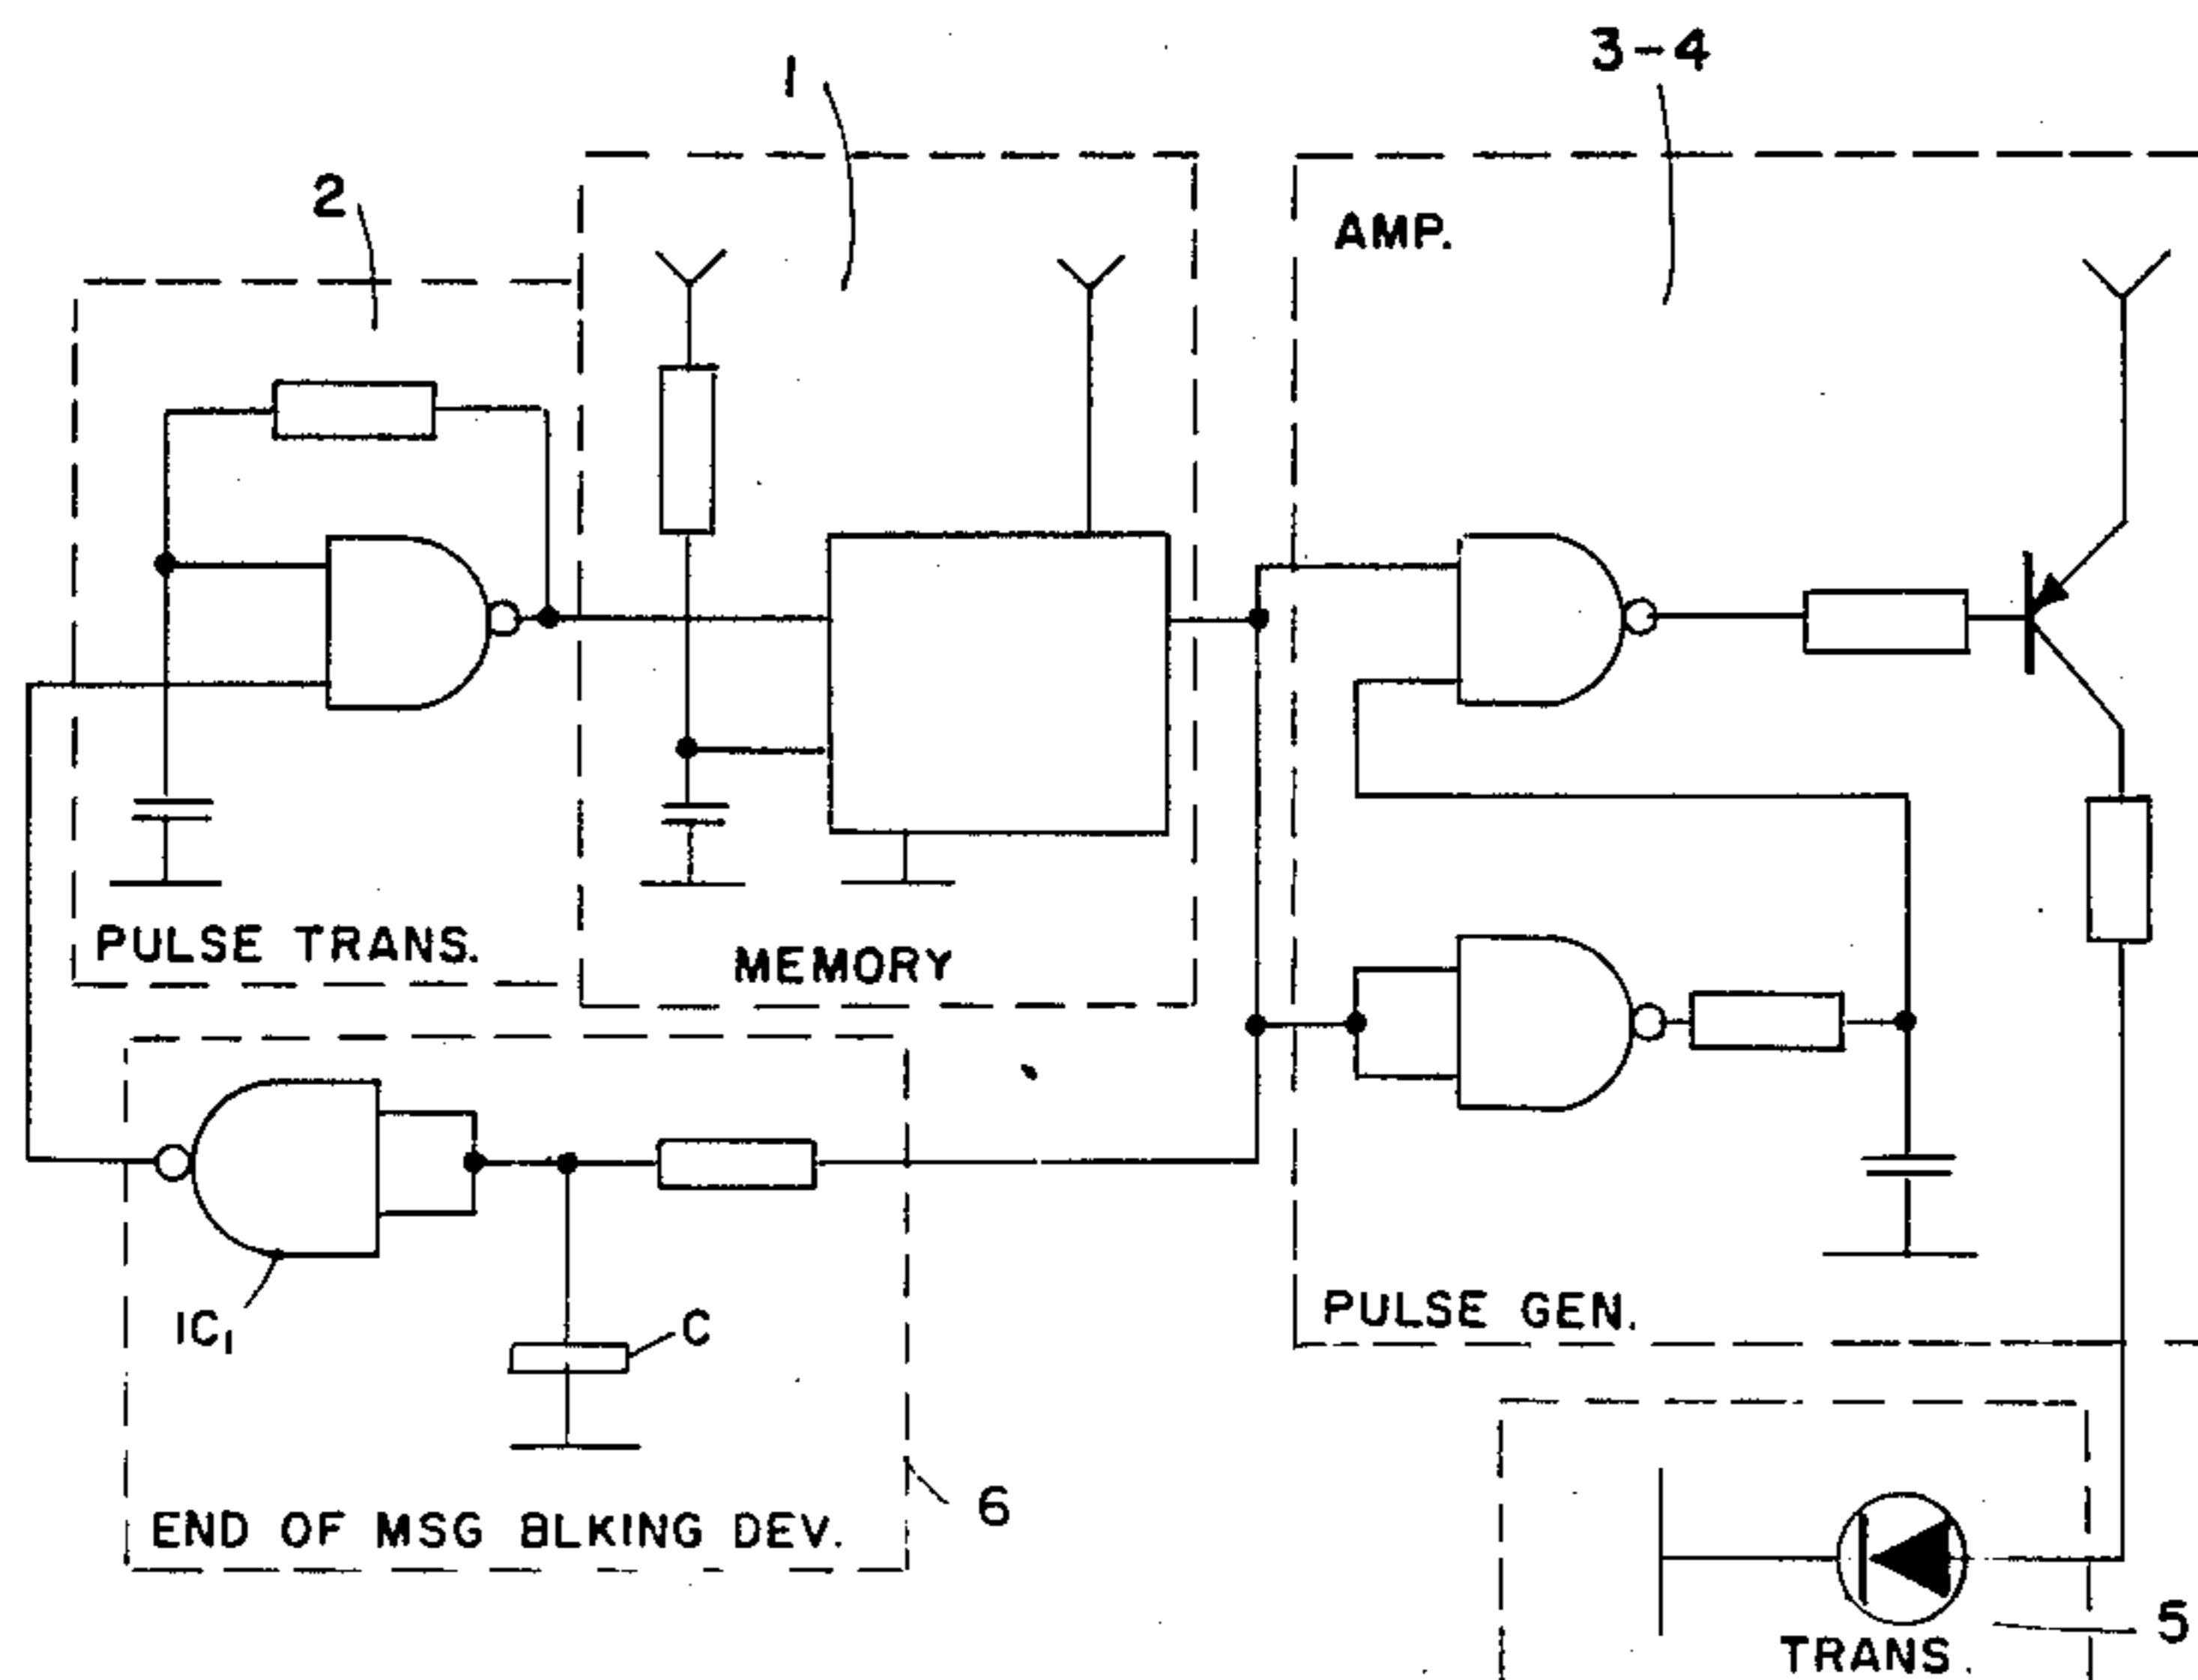 3-4
1
2
AMP.
PULSE TRANS.
MEMORY
IC₁
C
PULSE GEN.
END OF MSG BLKING DEV.
6
5
TRANS.